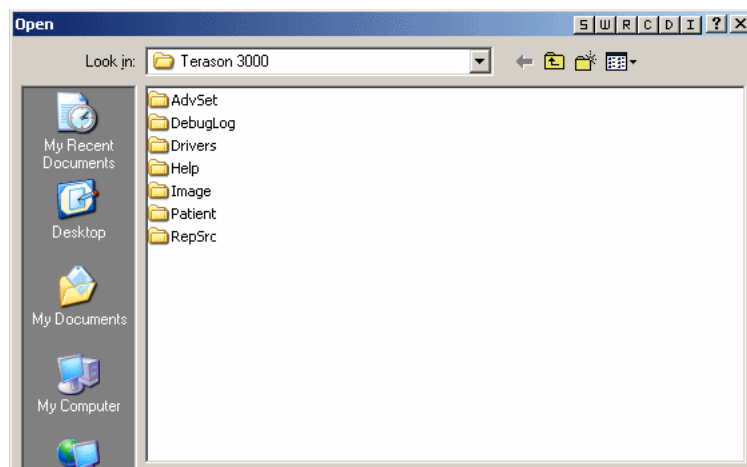 Open
S W R C D I ? X
Look in: Terason 3000
AdvSet
DebugLog
Drivers
Help
Image
Patient
RepSrc
My Recent
Documents
Desktop
My Documents
My Computer